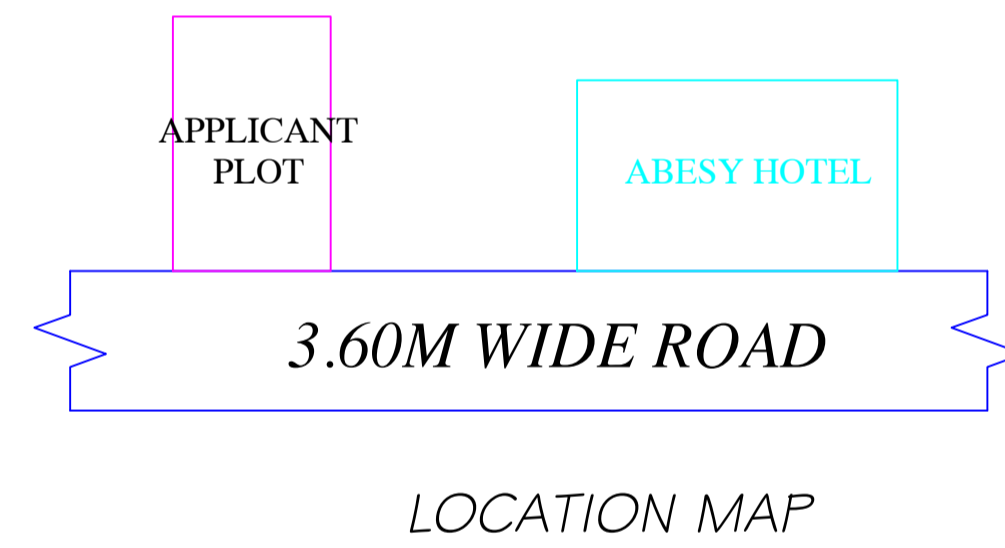 APPLICANT
PLOT
ABESY HOTEL
3.60M WIDE ROAD
LOCATION MAP